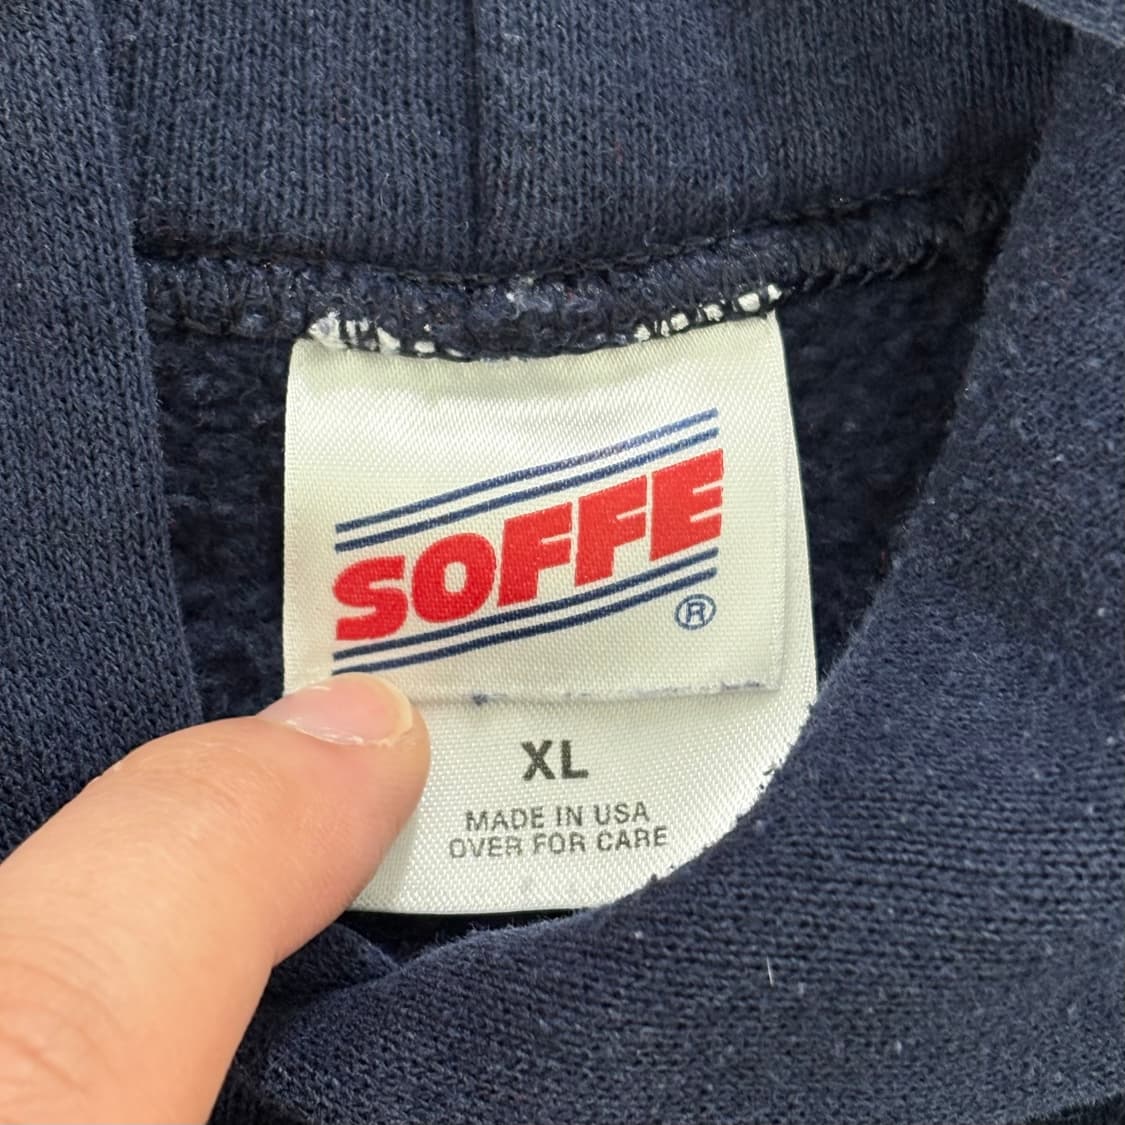 SOFFE
®
XL
MADE IN USA
OVER FOR CARE